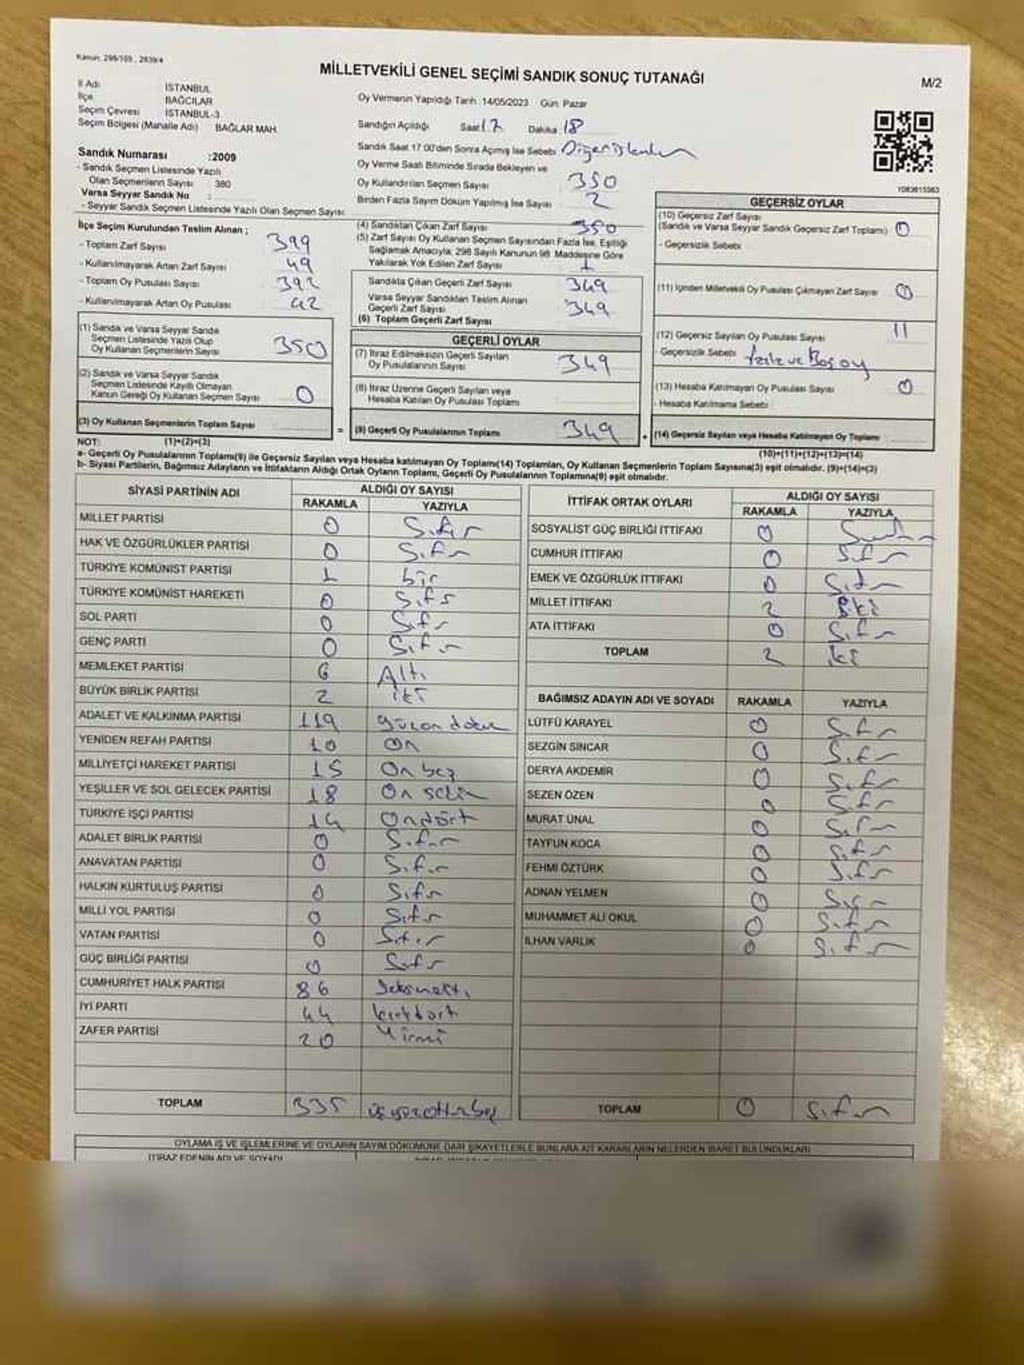 Kanun: 298/105 , 2839/4
MİLLETVEKİLİ GENEL SEÇİMİ SANDIK SONUÇ TUTANAĞI
M/2
İl Adı İSTANBUL
İlçe BAĞCILAR
Seçim Çevresi İSTANBUL-3
Seçim Bölgesi (Mahalle Adı) BAĞLAR MAH.
Oy Vermenin Yapıldığı Tarih: 14/05/2023 Gün: Pazar
Sandığın Açıldığı Saat 17 Dakika 18
Sandık Saat 17:00'den Sonra Açımış İse Sebebi
Oy Verme Saati Bitiminde Sırada Bekleyen ve
Oy Kullandırılan Seçmen Sayısı 350
Birden Fazla Sayım Döküm Yapılmış İse Sayısı 2
Sandık Numarası :2009
- Sandık Seçmen Listesinde Yazılı
Olan Seçmenlerin Sayısı : 380
Varsa Seyyar Sandık No :
- Seyyar Sandık Seçmen Listesinde Yazılı Olan Seçmen Sayısı:
İlçe Seçim Kurulundan Teslim Alınan ;
- Toplam Zarf Sayısı 399
- Kullanılmayarak Artan Zarf Sayısı 49
- Toplam Oy Pusulası Sayısı 392
- Kullanılmayarak Artan Oy Pusulası 42
(1) Sandık ve Varsa Seyyar Sandık
Seçmen Listesinde Yazılı Olup
Oy Kullanan Seçmenlerin Sayısı 350
(2) Sandık ve Varsa Seyyar Sandık
Seçmen Listesinde Kayıtlı Olmayan
Kanun Gereği Oy Kullanan Seçmen Sayısı 0
(3) Oy Kullanan Seçmenlerin Toplam Sayısı
(1)+(2)=(3)
(4) Sandıktan Çıkan Zarf Sayısı 350
(5) Zarf Sayısı Oy Kullanan Seçmen Sayısından Fazla İse, Eşitliği
Sağlamak Amacıyla, 298 Sayılı Kanunun 98. Maddesine Göre
Yakılarak Yok Edilen Zarf Sayısı 1
Sandıkta Çıkan Geçerli Zarf Sayısı 349
Varsa Seyyar Sandıktan Teslim Alınan
Geçerli Zarf Sayısı 349
(6) Toplam Geçerli Zarf Sayısı
GEÇERLİ OYLAR
(7) İtiraz Edilmeksizin Geçerli Sayılan
Oy Pusulalarının Sayısı 349
(8) İtiraz Üzerine Geçerli Sayılan veya
Hesaba Katılan Oy Pusulası Toplamı
= (9) Geçerli Oy Pusulalarının Toplamı 349
GEÇERSİZ OYLAR
(10) Geçersiz Zarf Sayısı
(Sandık ve Varsa Seyyar Sandık Geçersiz Zarf Toplamı) 0
- Geçersizlik Sebebi
(11) İçinden Milletvekili Oy Pusulası Çıkmayan Zarf Sayısı 0
(12) Geçersiz Sayılan Oy Pusulası Sayısı 11
- Geçersizlik Sebebi ve Boş oy
(13) Hesaba Katılmayan Oy Pusulası Sayısı 0
- Hesaba Katılmama Sebebi
+ (14) Geçersiz Sayılan veya Hesaba Katılmayan Oy Toplamı
(10)+(11)+(12)+(13)=(14)
NOT:
a- Geçerli Oy Pusulaları Toplamı(9) ile Geçersiz Sayılan veya Hesaba katılmayan Oy Toplamı(14) Toplamları, Oy Kullanan Seçmenlerin Toplam Sayısına(3) eşit olmalıdır. (9)+(14)=(3)
b- Siyasi Partilerin, Bağımsız Adayların ve İttifakların Aldığı Ortak Oyların Toplamı, Geçerli Oy Pusulalarının Toplamına(9) eşit olmalıdır.
SİYASİ PARTİNİN ADI ALDIĞI OY SAYISI
RAKAMLA YAZIYLA
MİLLET PARTİSİ 0 Sıfır
HAK VE ÖZGÜRLÜKLER PARTİSİ 0 Sıfır
TÜRKİYE KOMÜNİST PARTİSİ 1 bir
TÜRKİYE KOMÜNİST HAREKETİ 0 Sıfır
SOL PARTİ 0 Sıfır
GENÇ PARTİ 0 Sıfır
MEMLEKET PARTİSİ 6 Altı
BÜYÜK BİRLİK PARTİSİ 2 iki
ADALET VE KALKINMA PARTİSİ 119
YENİDEN REFAH PARTİSİ 10 On
MİLLİYETÇİ HAREKET PARTİSİ 15 On beş
YEŞİLLER VE SOL GELECEK PARTİSİ 18 On sekiz
TÜRKİYE İŞÇİ PARTİSİ 14 Ondört
ADALET BİRLİK PARTİSİ 0 Sıfır
ANAVATAN PARTİSİ 0 Sıfır
HALKIN KURTULUŞ PARTİSİ 0 Sıfır
MİLLİ YOL PARTİSİ 0 Sıfır
VATAN PARTİSİ 0 Sıfır
GÜÇ BİRLİĞİ PARTİSİ 0 Sıfır
CUMHURİYET HALK PARTİSİ 86 Seksenaltı
İYİ PARTİ 44 kırkdört
ZAFER PARTİSİ 20 Yirmi
TOPLAM 335 üçyüzotuzbeş
İTTİFAK ORTAK OYLARI ALDIĞI OY SAYISI
RAKAMLA YAZIYLA
SOSYALİST GÜÇ BİRLİĞİ İTTİFAKI 0
CUMHUR İTTİFAKI 0 Sıfır
EMEK VE ÖZGÜRLÜK İTTİFAKI 0 Sıfır
MİLLET İTTİFAKI 2 iki
ATA İTTİFAKI 0 Sıfır
TOPLAM 2 iki
BAĞIMSIZ ADAYIN ADI VE SOYADI RAKAMLA YAZIYLA
LÜTFÜ KARAYEL 0 Sıfır
SEZGİN SİNCAR 0 Sıfır
DERYA AKDEMİR 0 Sıfır
SEZEN ÖZEN 0 Sıfır
MURAT ÜNAL 0 Sıfır
TAYFUN KOCA 0 Sıfır
FEHMİ ÖZTÜRK 0 Sıfır
ADNAN YELMEN 0 Sıfır
MUHAMMET ALİ OKUL 0 Sıfır
İLHAN VARLIK 0 Sıfır
TOPLAM 0 Sıfır
OYLAMA İŞ VE İŞLEMLERİNE VE OYLARIN SAYIM DÖKÜMÜNE DAİR ŞİKAYETLERLE BUNLARA AİT KARARLARIN NELERDEN İBARET BULUNDUKLARI
İTİRAZ EDENİN ADI VE SOYADI